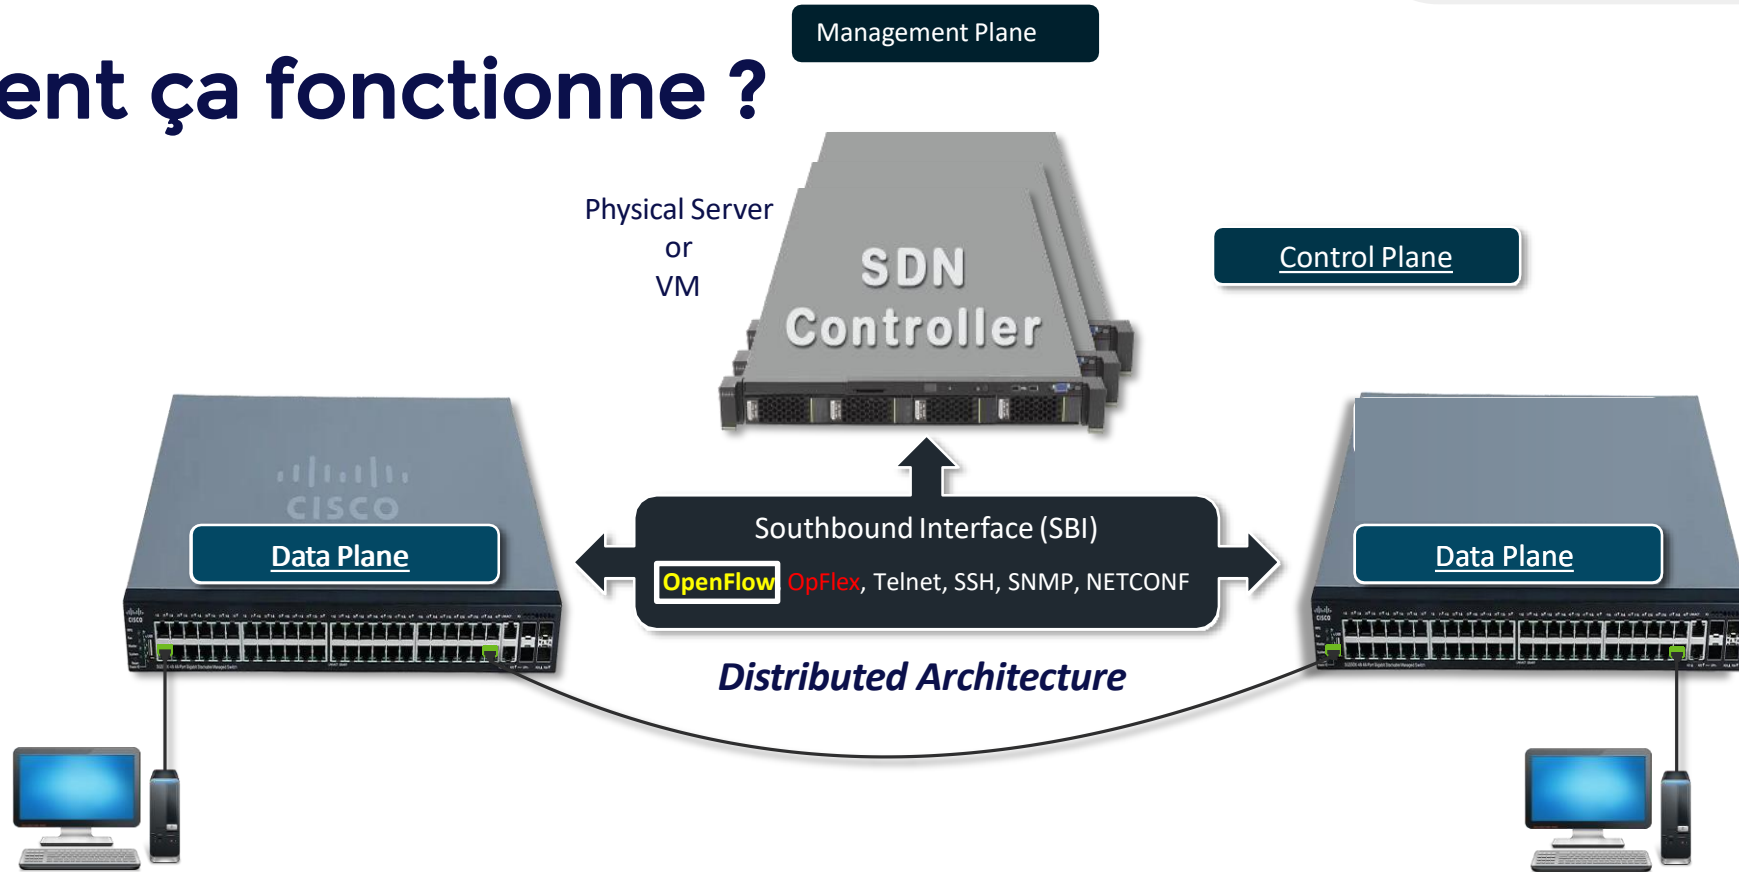 Management Plane
ent ça fonctionne ?
Physical Server
or
VM
SDN
Controller
Control Plane
CISCO
Data Plane
Southbound Interface (SBI)
OpenFlow, OpFlex, Telnet, SSH, SNMP, NETCONF
Data Plane
CISCO
Distributed Architecture